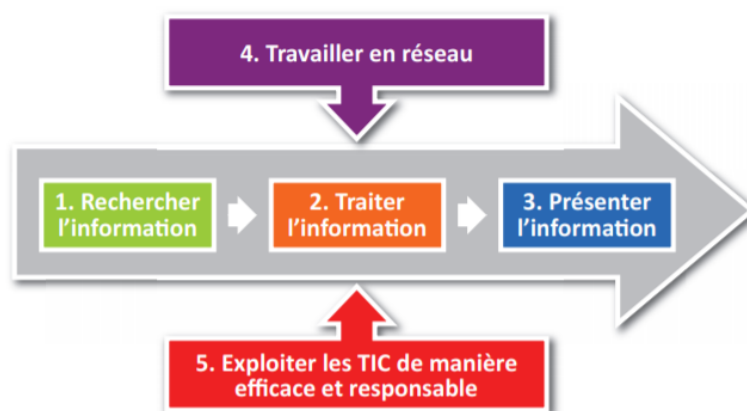 4. Travailler en réseau
1. Rechercher
l'information
2. Traiter
l'information
3. Présenter
l'information
5. Exploiter les TIC de manière
efficace et responsable